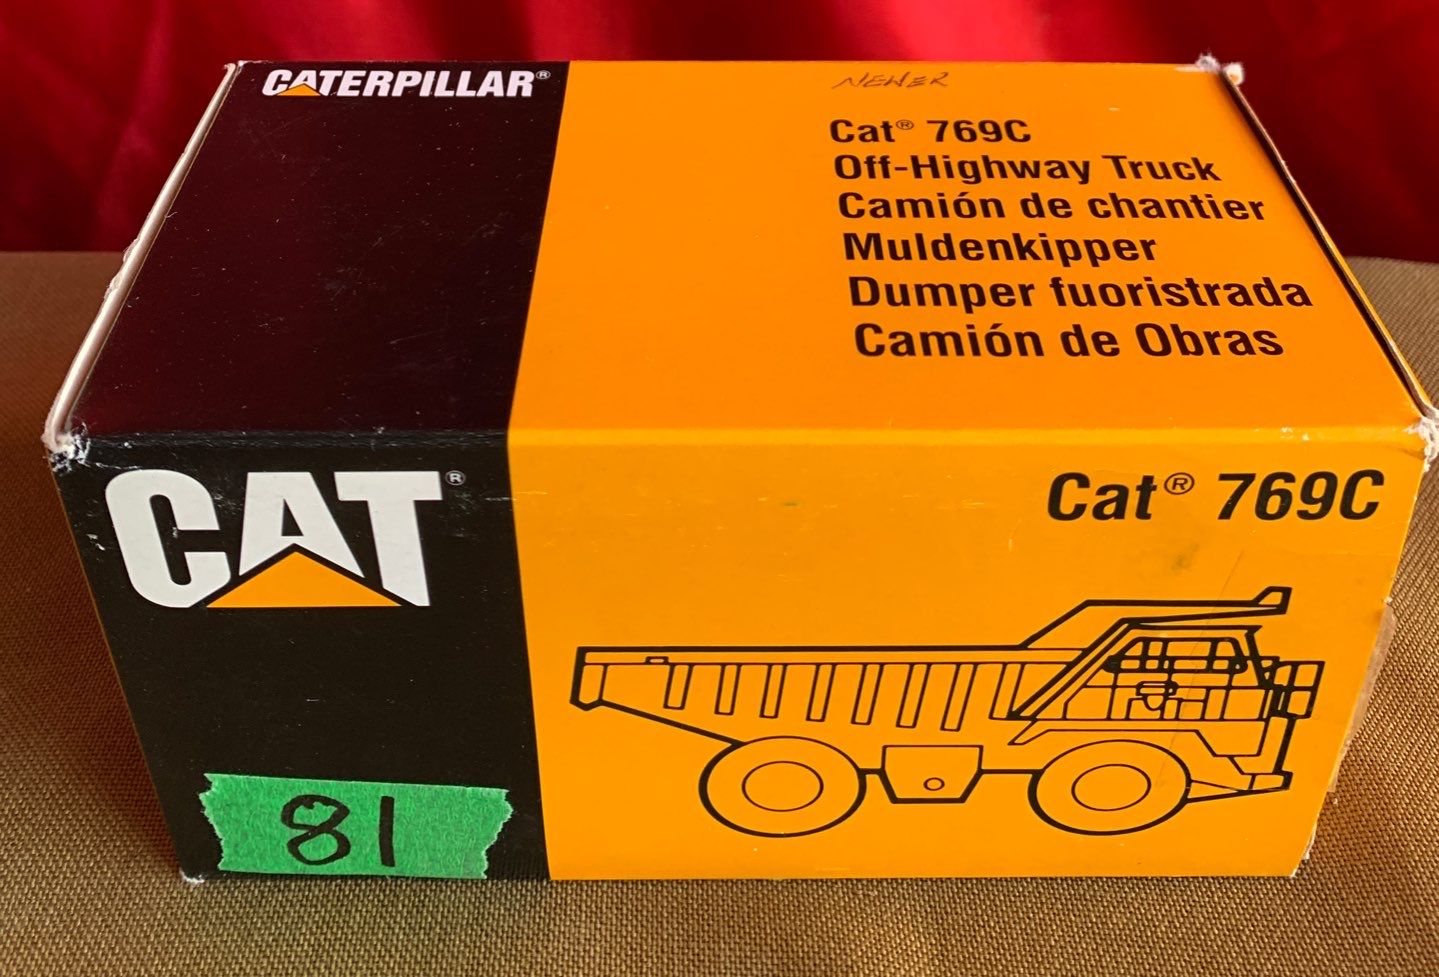 CATERPILLAR®
NEWER
Cat® 769C
Off-Highway Truck
Camión de chantier
Muldenkipper
Dumper fuoristrada
Camión de Obras
CAT®
Cat® 769C
81